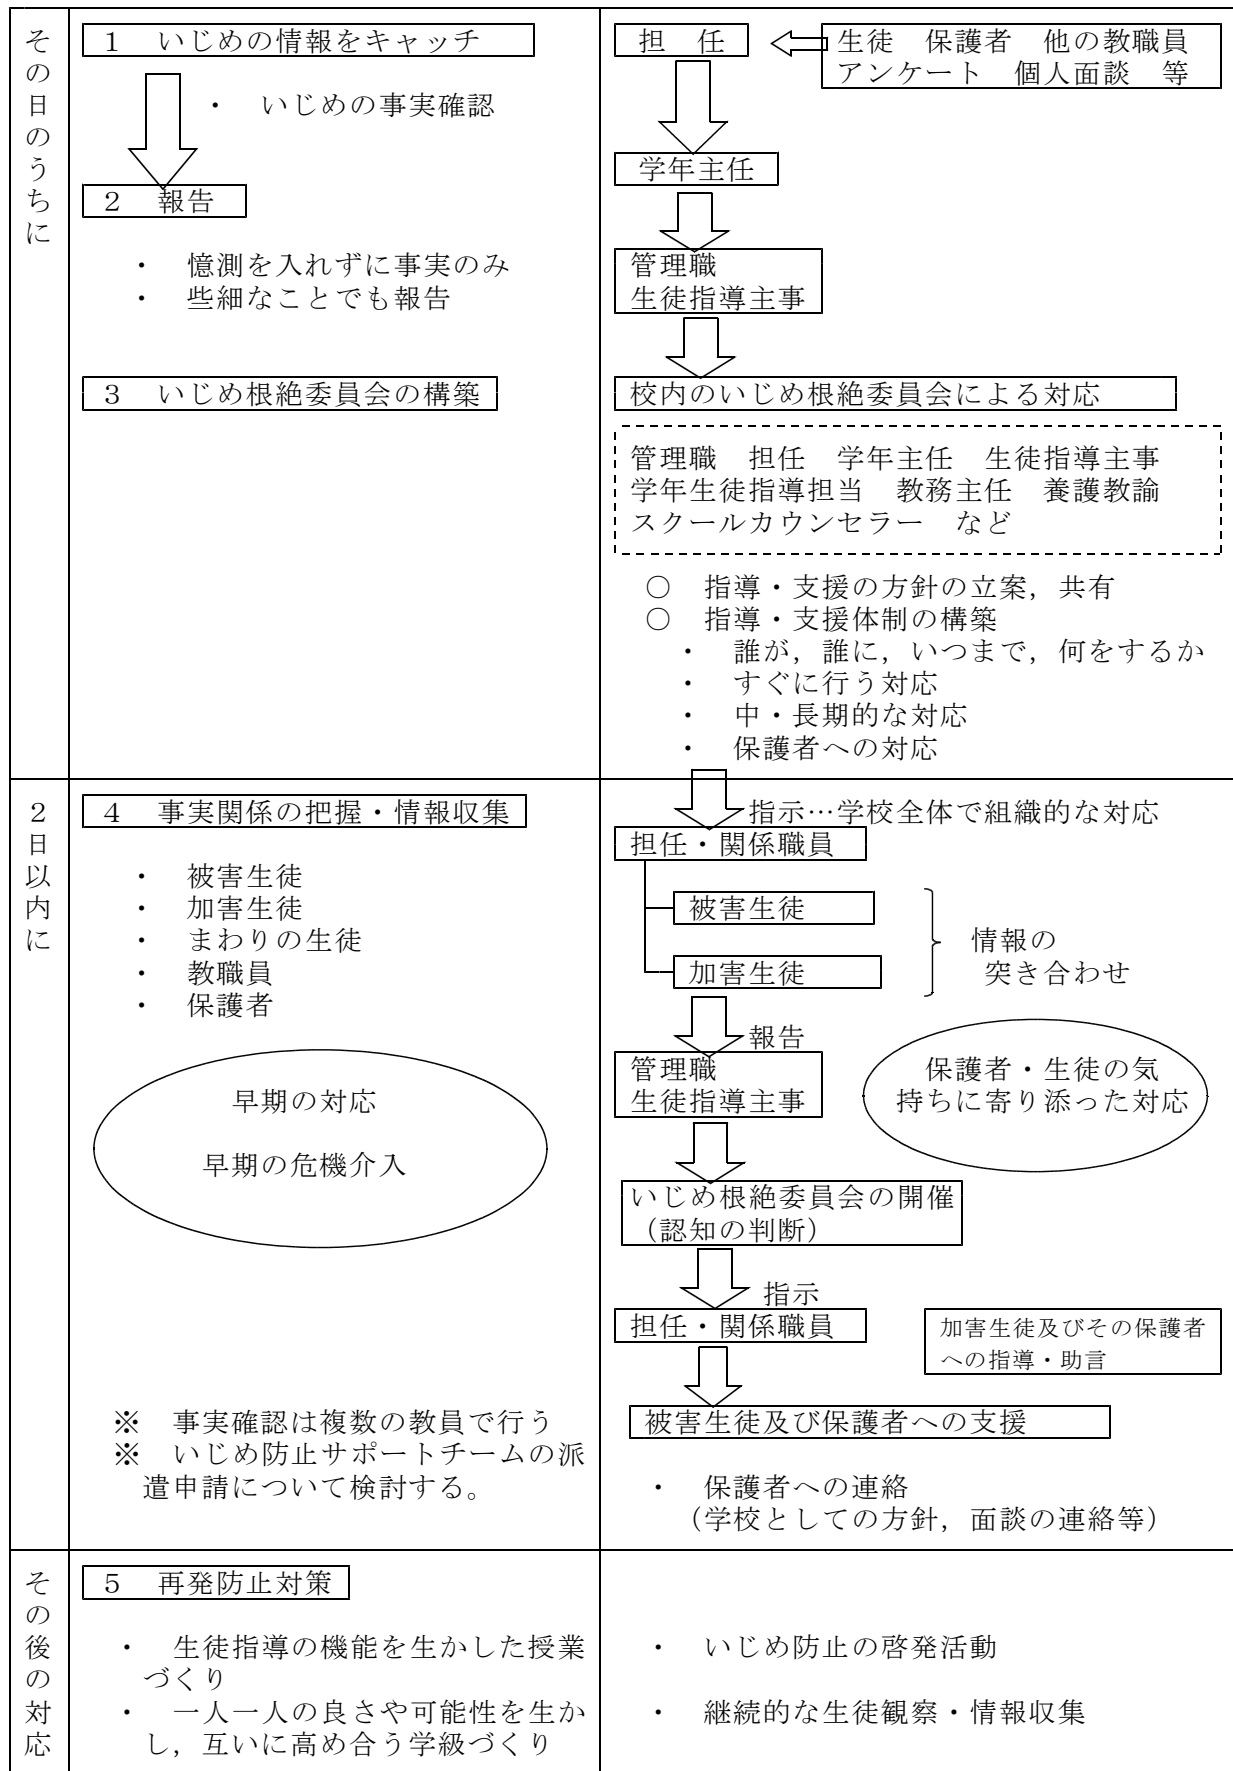 その日のうちに
１　いじめの情報をキャッチ
・　いじめの事実確認
２　報告
・　憶測を入れずに事実のみ
・　些細なことでも報告
３　いじめ根絶委員会の構築
担　任
生徒　保護者　他の教職員
アンケート　個人面談　等
学年主任
管理職
生徒指導主事
校内のいじめ根絶委員会による対応
管理職　担任　学年主任　生徒指導主事
学年生徒指導担当　教務主任　養護教諭
スクールカウンセラー　など
○　指導・支援の方針の立案，共有
○　指導・支援体制の構築
・　誰が，誰に，いつまで，何をするか
・　すぐに行う対応
・　中・長期的な対応
・　保護者への対応
２日以内に
４　事実関係の把握・情報収集
・　被害生徒
・　加害生徒
・　まわりの生徒
・　教職員
・　保護者
早期の対応
早期の危機介入
※　事実確認は複数の教員で行う
※　いじめ防止サポートチームの派
遣申請について検討する。
指示…学校全体で組織的な対応
担任・関係職員
被害生徒
加害生徒
情報の
突き合わせ
報告
管理職
生徒指導主事
保護者・生徒の気
持ちに寄り添った対応
いじめ根絶委員会の開催
（認知の判断）
指示
担任・関係職員
加害生徒及びその保護者
への指導・助言
被害生徒及び保護者への支援
・　保護者への連絡
（学校としての方針，面談の連絡等）
その後の対応
５　再発防止対策
・　生徒指導の機能を生かした授業
づくり
・　一人一人の良さや可能性を生か
し，互いに高め合う学級づくり
・　いじめ防止の啓発活動
・　継続的な生徒観察・情報収集